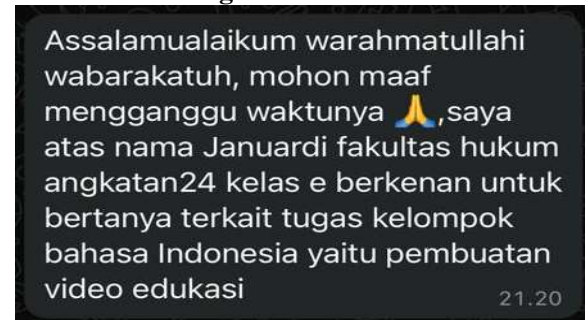 Assalamualaikum warahmatullahi
wabarakatuh, mohon maaf
mengganggu waktunya 🙏,saya
atas nama Januardi fakultas hukum
angkatan24 kelas e berkenan untuk
bertanya terkait tugas kelompok
bahasa Indonesia yaitu pembuatan
video edukasi
21.20